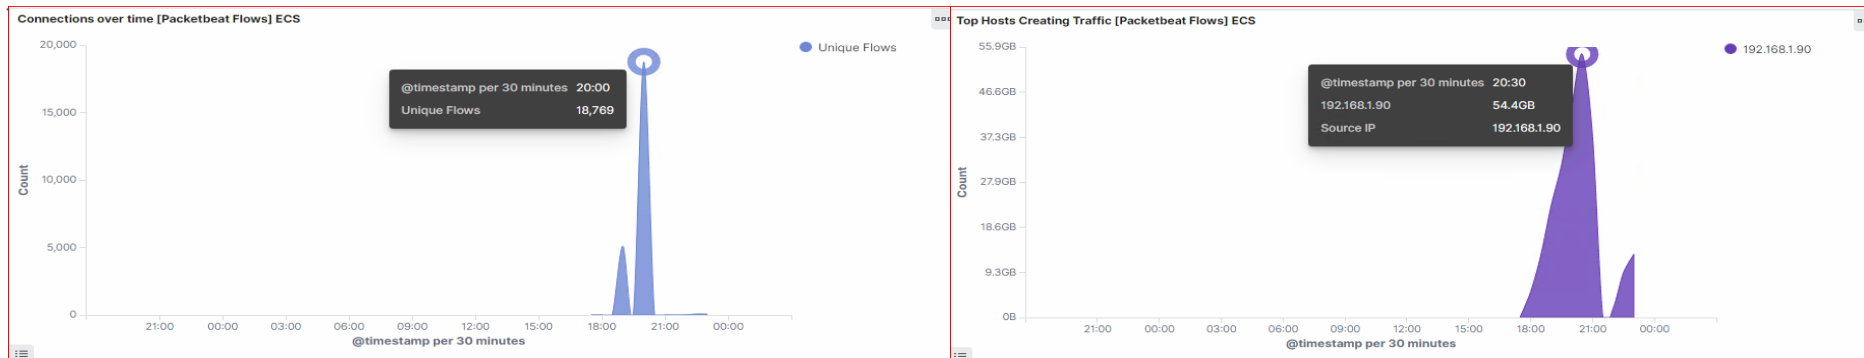 Connections over time [Packetbeat Flows] ECS
20,000
15,000
10,000
5,000
0
Count
@timestamp per 30 minutes 20:00
Unique Flows 18,769
Unique Flows
21:00 00:00 03:00 06:00 09:00 12:00 15:00 18:00 21:00 00:00
@timestamp per 30 minutes
Top Hosts Creating Traffic [Packetbeat Flows] ECS
55.9GB
46.6GB
37.3GB
27.9GB
18.6GB
9.3GB
0B
Count
@timestamp per 30 minutes 20:30
192.168.1.90 54.4GB
Source IP 192.168.1.90
192.168.1.90
21:00 00:00 03:00 06:00 09:00 12:00 15:00 18:00 21:00 00:00
@timestamp per 30 minutes